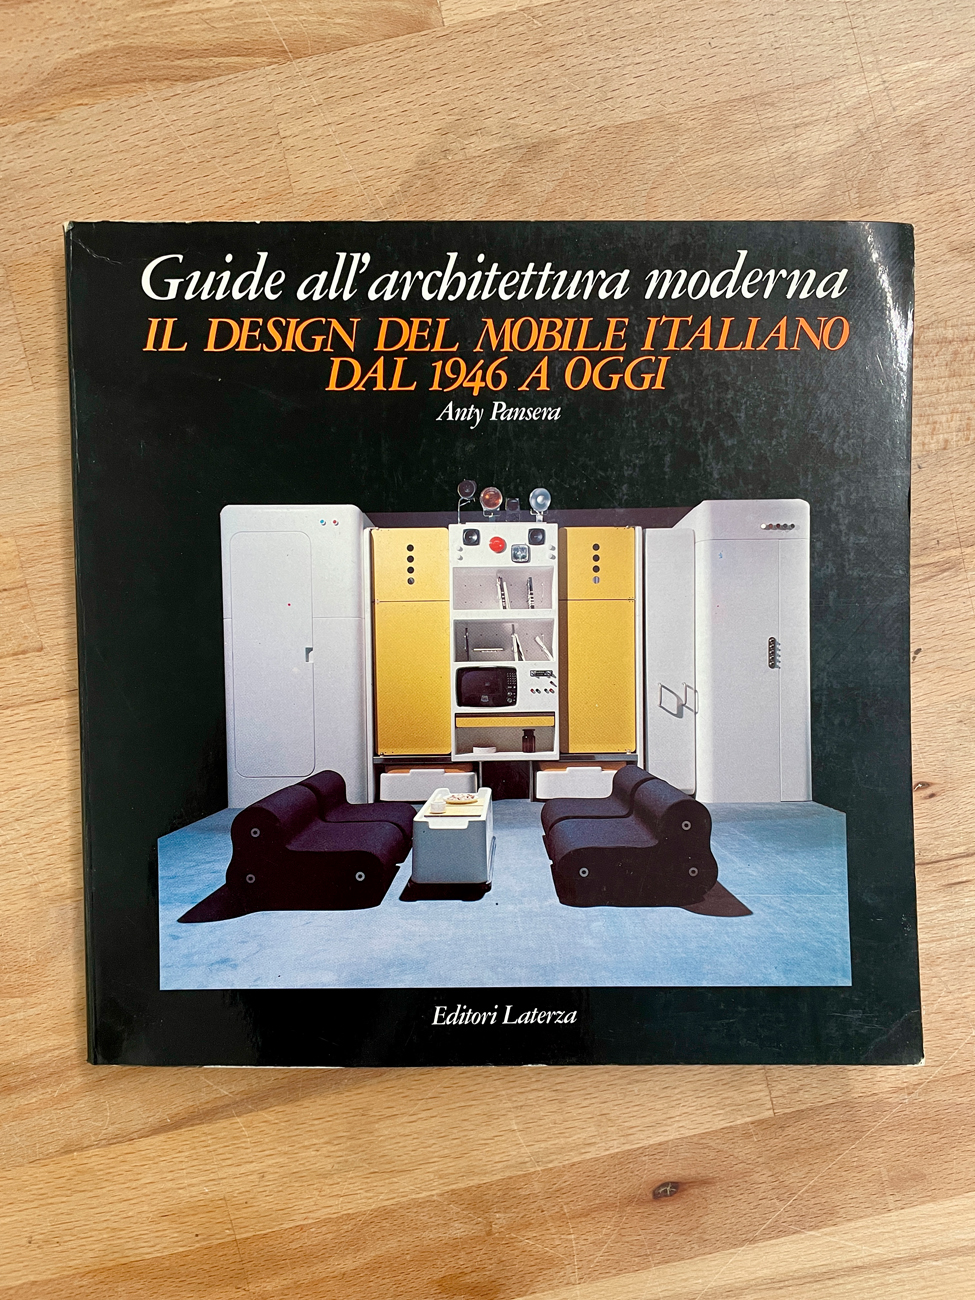 Guide all'architettura moderna
IL DESIGN DEL MOBILE ITALIANO
DAL 1946 A OGGI
Anty Pansera
Editori Laterza